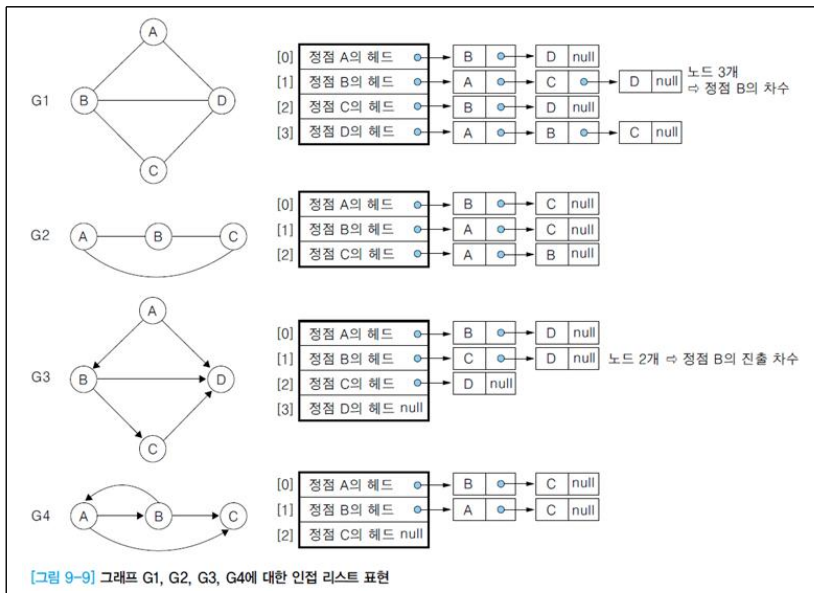 G1
A
B
D
C
[0] 정점 A의 헤드 B D null
[1] 정점 B의 헤드 A C D null
노드 3개
⇨ 정점 B의 차수
[2] 정점 C의 헤드 B D null
[3] 정점 D의 헤드 A B C null
G2
A B C
[0] 정점 A의 헤드 B C null
[1] 정점 B의 헤드 A C null
[2] 정점 C의 헤드 A B null
G3
A
B
D
C
[0] 정점 A의 헤드 B D null
[1] 정점 B의 헤드 C D null 노드 2개 ⇨ 정점 B의 진출 차수
[2] 정점 C의 헤드 D null
[3] 정점 D의 헤드 null
G4
A B C
[0] 정점 A의 헤드 B C null
[1] 정점 B의 헤드 A C null
[2] 정점 C의 헤드 null
[그림 9-9] 그래프 G1, G2, G3, G4에 대한 인접 리스트 표현